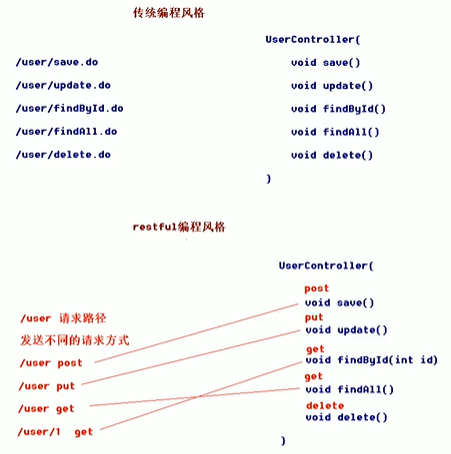 传统编程风格
UserController(
/user/save.do void save()
/user/update.do void update()
/user/findById.do void findById()
/user/findAll.do void findAll()
/user/delete.do void delete()
)
restful编程风格
UserController(
post
/user 请求路径 void save()
put
发送不同的请求方式 void update()
get
/user post void findById(int id)
get
/user put void findAll()
delete
/user get void delete()
/user/1 get
)